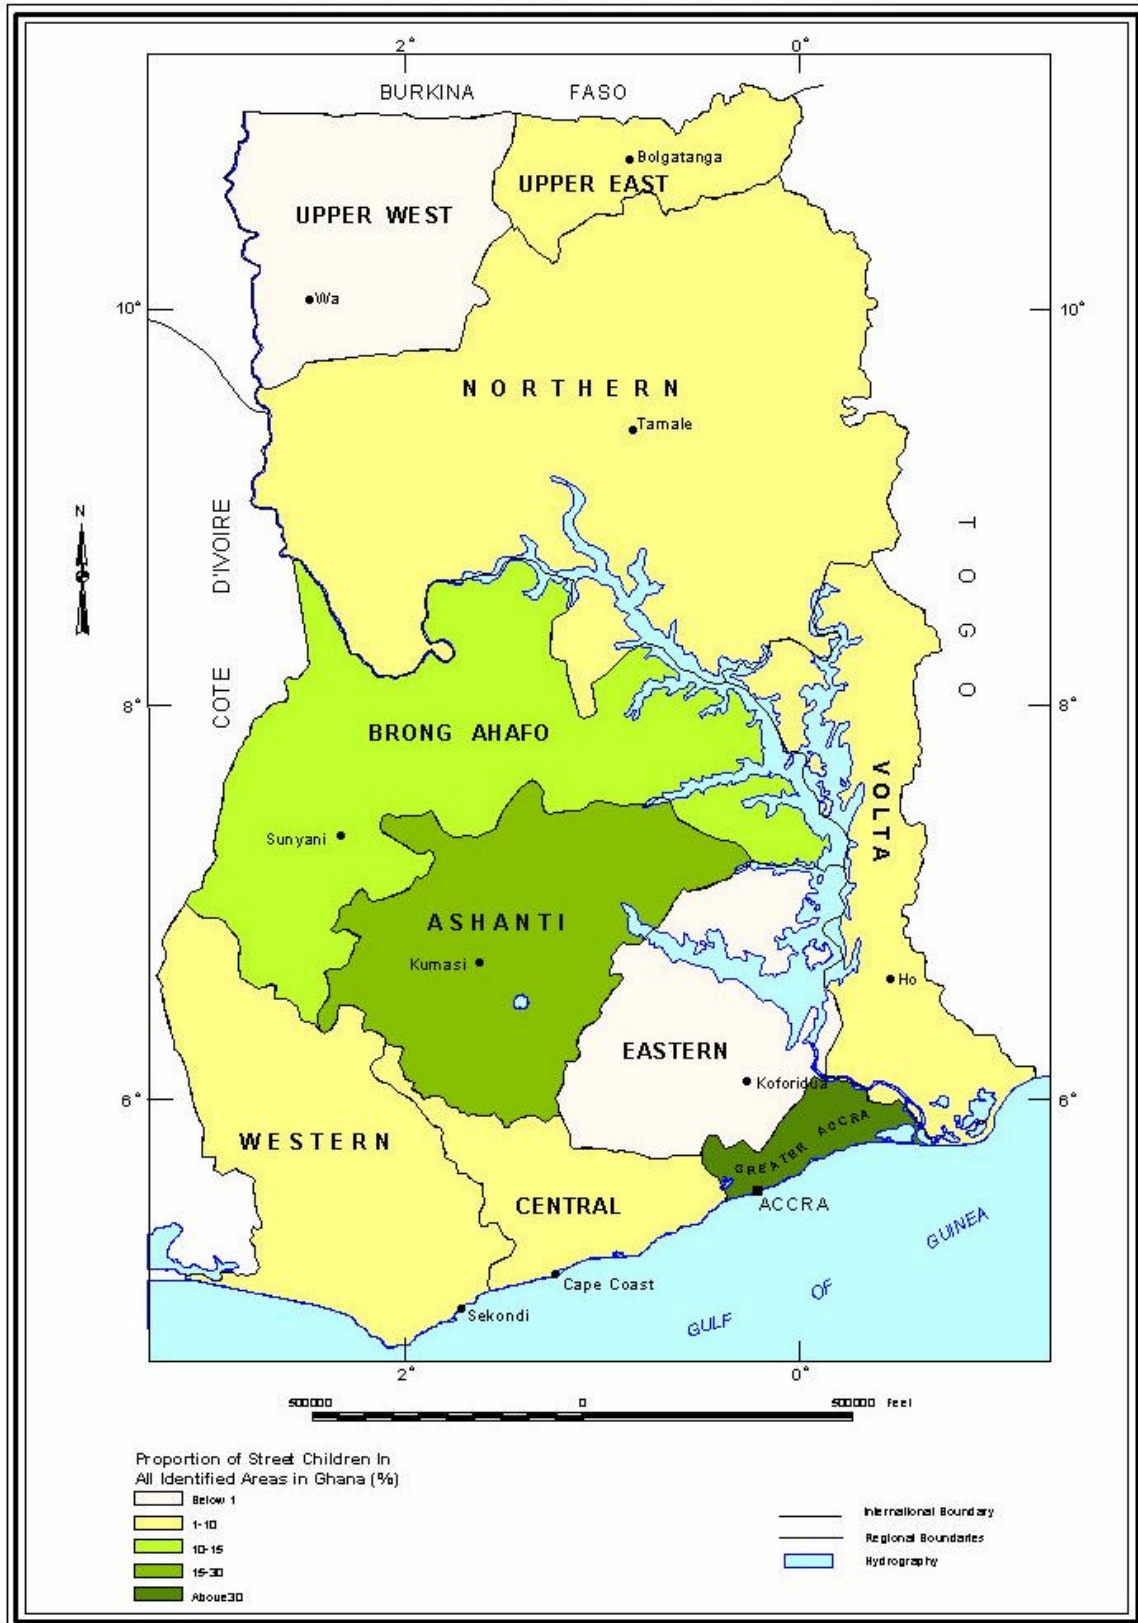 2° 0°
BURKINA FASO
Bolgatanga
UPPER EAST
UPPER WEST
Wa
10° 10°
NORTHERN
Tamale
N
COTE D'IVOIRE
TOGO
8° 8°
BRONG AHAFO
VOLTA
Sunyani
ASHANTI
Kumasi
Ho
EASTERN
Koforidua
6° 6°
GREATER ACCRA
WESTERN
CENTRAL
ACCRA
GULF OF GUINEA
Cape Coast
Sekondi
2° 0°
500000 0 500000 Feet
Proportion of Street Children In
All Identified Areas in Ghana (%)
Below 1
1-10
10-15
15-30
Above30
International Boundary
Regional Boundaries
Hydrography